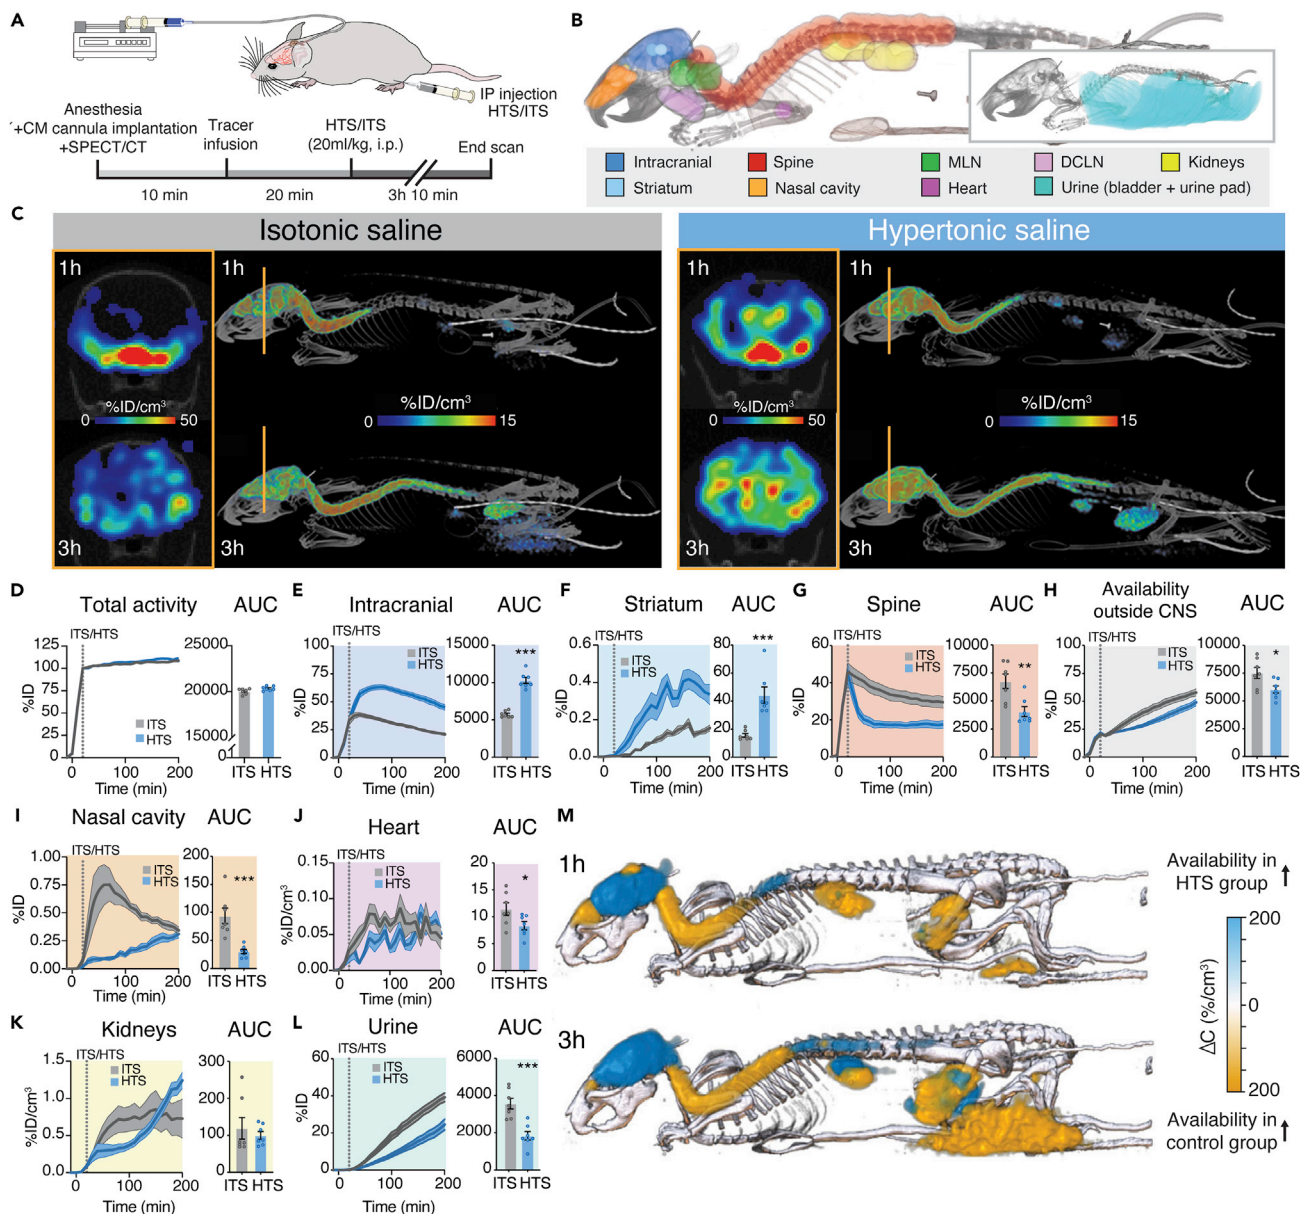 A
IP injection
HTS/ITS
Anesthesia
´+CM cannula implantation
+SPECT/CT
Tracer
infusion
HTS/ITS
(20ml/kg, i.p.)
End scan
10 min
20 min
3h 10 min
B
Intracranial
Spine
MLN
DCLN
Kidneys
Striatum
Nasal cavity
Heart
Urine (bladder + urine pad)
C
Isotonic saline
Hypertonic saline
1h
1h
1h
1h
%ID/cm³
0
50
%ID/cm³
0
15
%ID/cm³
0
50
%ID/cm³
0
15
3h
3h
3h
3h
D
Total activity
AUC
ITS/HTS
%ID
125
100
75
50
25
0
0
100
200
Time (min)
ITS
HTS
25000
20000
15000
0
ITS HTS
E
Intracranial
AUC
ITS/HTS
%ID
100
75
50
25
0
0
100
200
Time (min)
ITS
HTS
15000
10000
5000
0
***
ITS HTS
F
Striatum
AUC
ITS/HTS
%ID
0.6
0.4
0.2
0.0
0
100
200
Time (min)
ITS
HTS
80
60
40
20
0
***
ITS HTS
G
Spine
AUC
ITS/HTS
%ID
60
40
20
0
0
100
200
Time (min)
ITS
HTS
10000
7500
5000
2500
0
**
ITS HTS
H
Availability
outside CNS
AUC
ITS/HTS
%ID
100
75
50
25
0
0
100
200
Time (min)
ITS
HTS
10000
7500
5000
2500
0
*
ITS HTS
I
Nasal cavity
AUC
ITS/HTS
%ID
1.00
0.75
0.50
0.25
0.00
0
100
200
Time (min)
ITS
HTS
200
150
100
50
0
***
ITS HTS
J
Heart
AUC
ITS/HTS
%ID/cm³
0.15
0.10
0.05
0.00
0
100
200
Time (min)
ITS
HTS
20
15
10
5
0
*
ITS HTS
K
Kidneys
AUC
ITS/HTS
%ID/cm³
1.5
1.0
0.5
0.0
0
100
200
Time (min)
ITS
HTS
300
200
100
0
ITS HTS
L
Urine
AUC
ITS/HTS
%ID
60
40
20
0
0
100
200
Time (min)
ITS
HTS
6000
4000
2000
0
***
ITS HTS
M
1h
3h
Availability in
HTS group
200
0
200
ΔC (%/cm³)
Availability in
control group